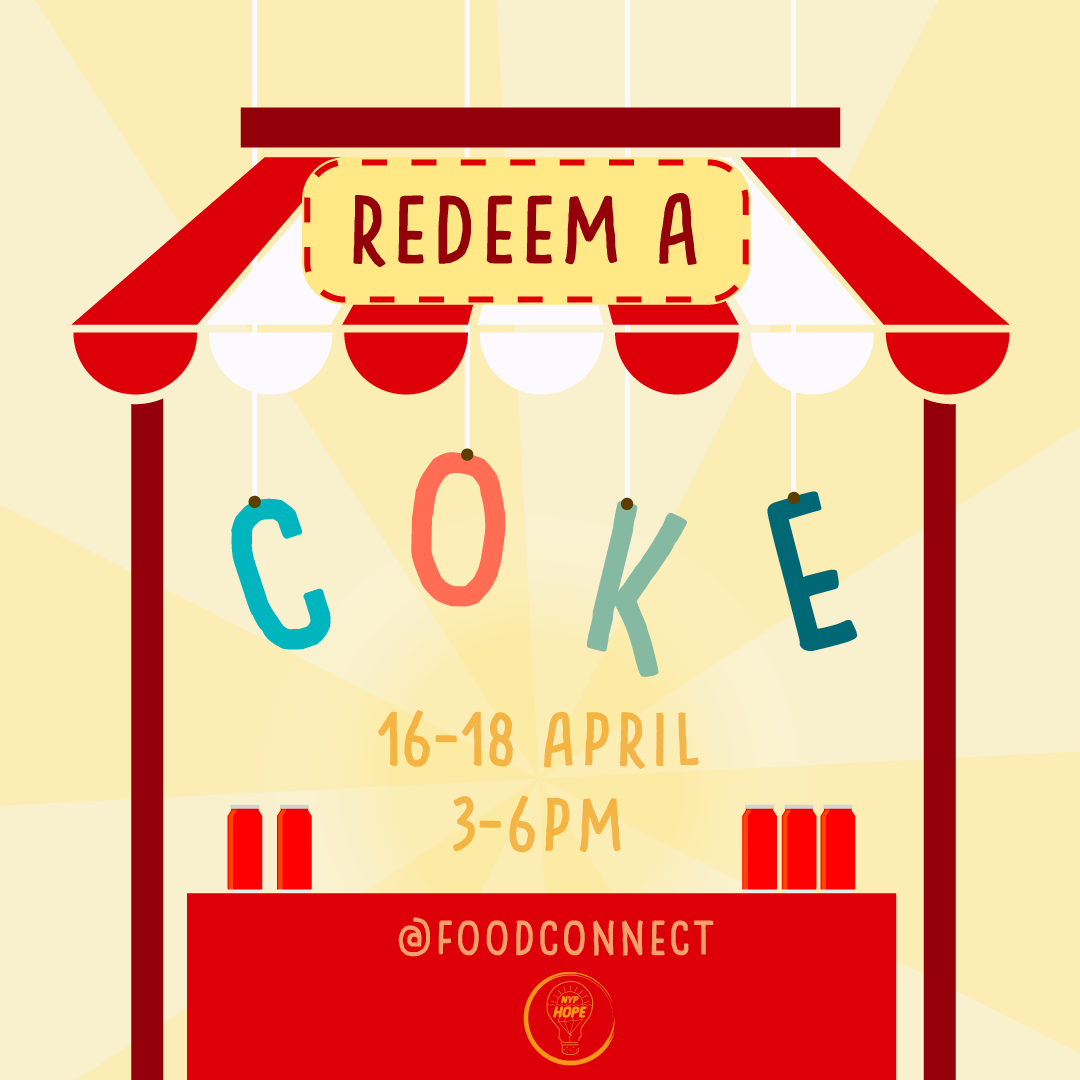 REDEEM A
COKE
16-18 APRIL
3-6PM
@FOODCONNECT
NYP
HOPE